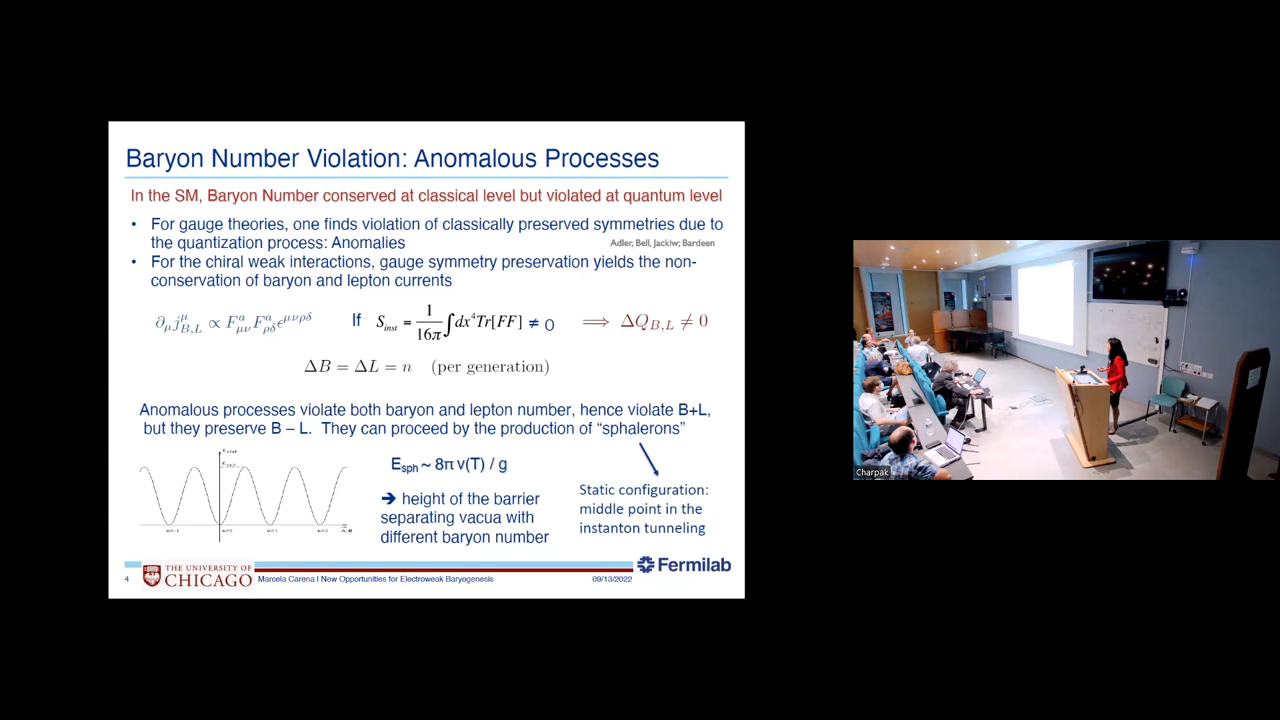 Baryon Number Violation: Anomalous Processes
In the SM, Baryon Number conserved at classical level but violated at quantum level
• For gauge theories, one finds violation of classically preserved symmetries due to
the quantization process: Anomalies
Adler, Bell, Jackiw; Bardeen
• For the chiral weak interactions, gauge symmetry preservation yields the non-
conservation of baryon and lepton currents
∂_μ j^μ_{B,L} ∝ F^a_{μν} F^a_{ρδ} ϵ^{μνρδ} If S_inst = 1/16π ∫dx^4 Tr[FF] ≠ 0 ⟹ ΔQ_{B,L} ≠ 0
ΔB = ΔL = n (per generation)
Anomalous processes violate both baryon and lepton number, hence violate B+L,
but they preserve B – L. They can proceed by the production of “sphalerons”
E_sph ~ 8π v(T) / g
➔ height of the barrier
separating vacua with
different baryon number
Static configuration:
middle point in the
instanton tunneling
4
THE UNIVERSITY OF
CHICAGO
Marcela Carena I New Opportunities for Electroweak Baryogenesis
09/13/2022
Fermilab
Charpak